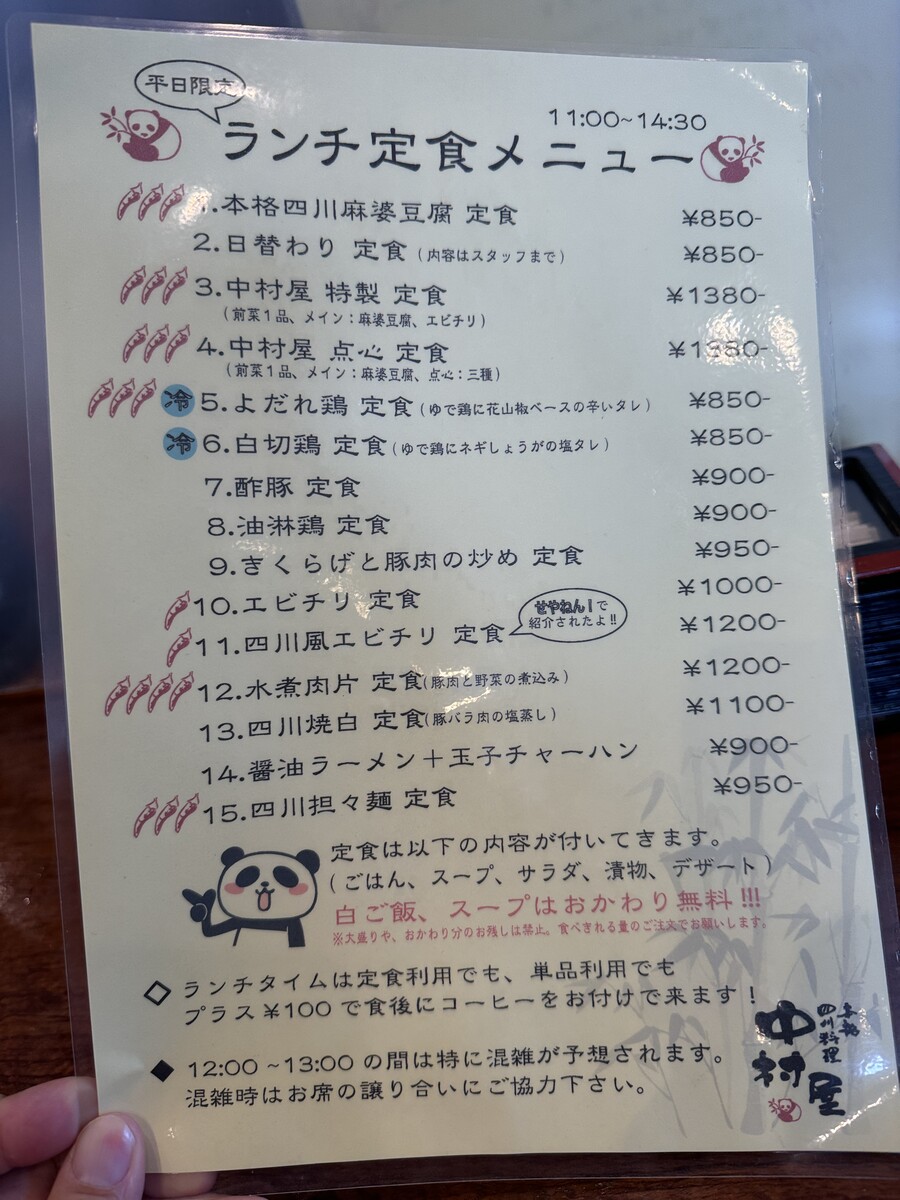 平日限定
11:00~14:30
ランチ定食メニュー
1.本格四川麻婆豆腐 定食 ¥850-
2.日替わり 定食 (内容はスタッフまで) ¥850-
3.中村屋 特製 定食 ¥1380-
(前菜1品、メイン:麻婆豆腐、エビチリ)
4.中村屋 点心 定食 ¥1380-
(前菜1品、メイン:麻婆豆腐、点心:三種)
冷 5.よだれ鶏 定食 (ゆで鶏に花山椒ベースの辛いタレ) ¥850-
冷 6.白切鶏 定食 (ゆで鶏にネギしょうがの塩タレ) ¥850-
7.酢豚 定食 ¥900-
8.油淋鶏 定食 ¥900-
9.きくらげと豚肉の炒め 定食 ¥950-
10.エビチリ 定食 ¥1000-
せやねん!で
紹介されたよ!!
11.四川風エビチリ 定食 ¥1200-
12.水煮肉片 定食(豚肉と野菜の煮込み) ¥1200-
13.四川焼白 定食(豚バラ肉の塩蒸し) ¥1100-
14.醤油ラーメン+玉子チャーハン ¥900-
15.四川担々麺 定食 ¥950-
定食は以下の内容が付いてきます。
(ごはん、スープ、サラダ、漬物、デザート)
白ご飯、スープはおかわり無料!!!
※大盛りや、おかわり分のお残しは禁止。食べきれる量のご注文でお願いします。
◇ ランチタイムは定食利用でも、単品利用でも
プラス¥100で食後にコーヒーをお付けで来ます!
◆ 12:00~13:00の間は特に混雑が予想されます。
混雑時はお席の譲り合いにご協力下さい。
本格
四川料理
中村屋